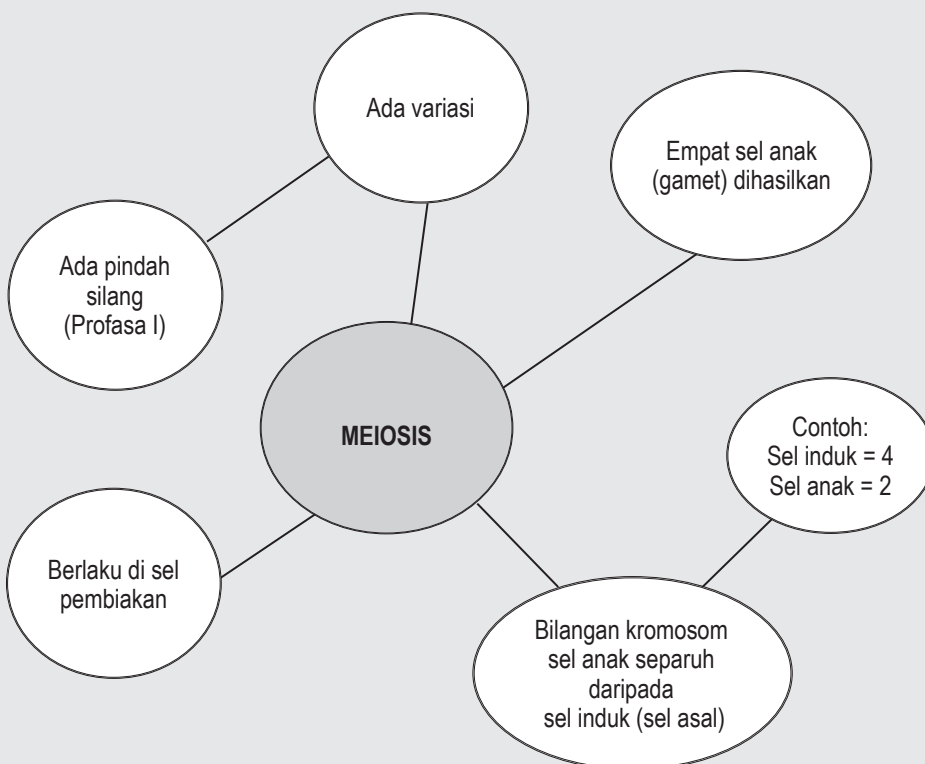 Ada variasi
Empat sel anak
(gamet) dihasilkan
Ada pindah
silang
(Profasa I)
MEIOSIS
Contoh:
Sel induk = 4
Sel anak = 2
Berlaku di sel
pembiakan
Bilangan kromosom
sel anak separuh
daripada
sel induk (sel asal)